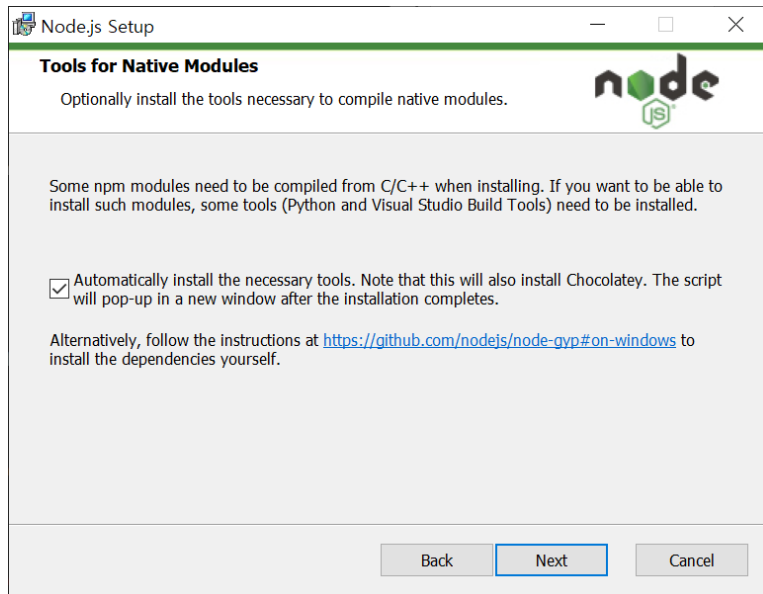 Node.js Setup
Tools for Native Modules
Optionally install the tools necessary to compile native modules.
node
JS
Some npm modules need to be compiled from C/C++ when installing. If you want to be able to
install such modules, some tools (Python and Visual Studio Build Tools) need to be installed.
Automatically install the necessary tools. Note that this will also install Chocolatey. The script
will pop-up in a new window after the installation completes.
Alternatively, follow the instructions at https://github.com/nodejs/node-gyp#on-windows to
install the dependencies yourself.
Back Next Cancel